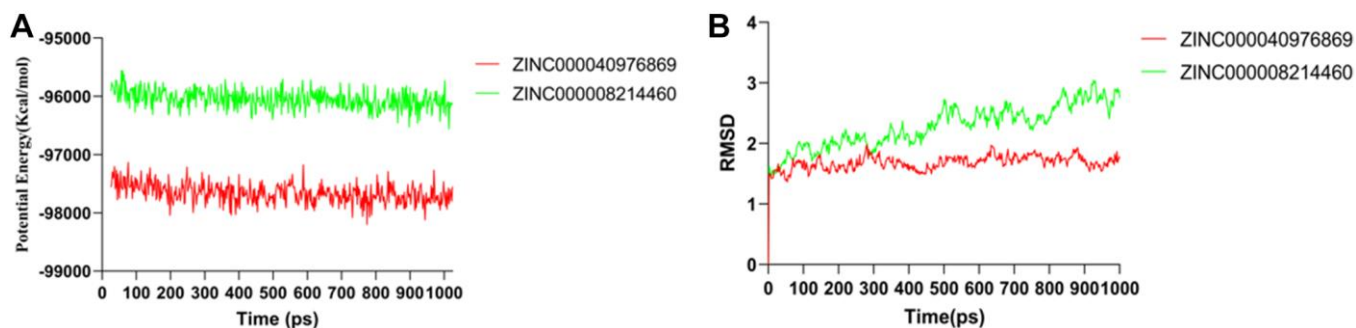 A
Potential Energy(Kcal/mol)
-95000
-96000
-97000
-98000
-99000
0 100 200 300 400 500 600 700 800 9001000
Time (ps)
ZINC000040976869
ZINC000008214460
B
RMSD
4
3
2
1
0
0 100 200 300 400 500 600 700 800 9001000
Time(ps)
ZINC000040976869
ZINC000008214460